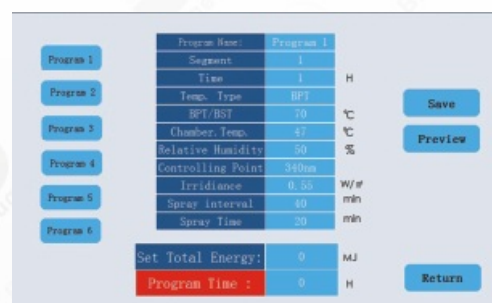 Program Name: Program 1
Program 1 Segment 1
Time 1 H
Program 2 Temp. Type BPT
BPT/BST 70 ℃ Save
Program 3 Chamber.Temp. 47 ℃
Relative Humidity 50 % Preview
Program 4 Controlling Point 340nm
Irridiance 0.55 W/㎡
Program 5 Spray interval 40 min
Spray Time 20 min
Program 6
Set Total Energy: 0 MJ
Program Time : 0 H Return